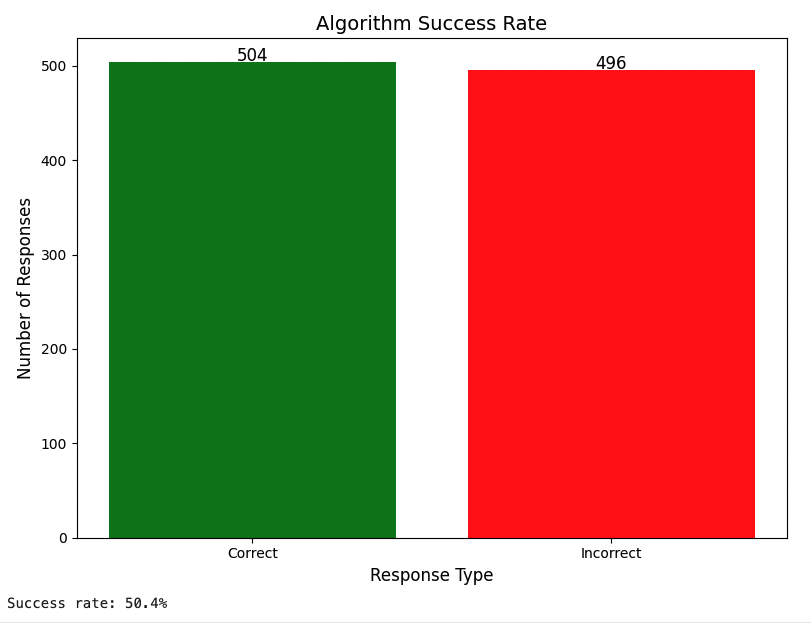 Algorithm Success Rate
504
496
500
400
300
200
100
0
Number of Responses
Correct
Incorrect
Response Type
Success rate: 50.4%